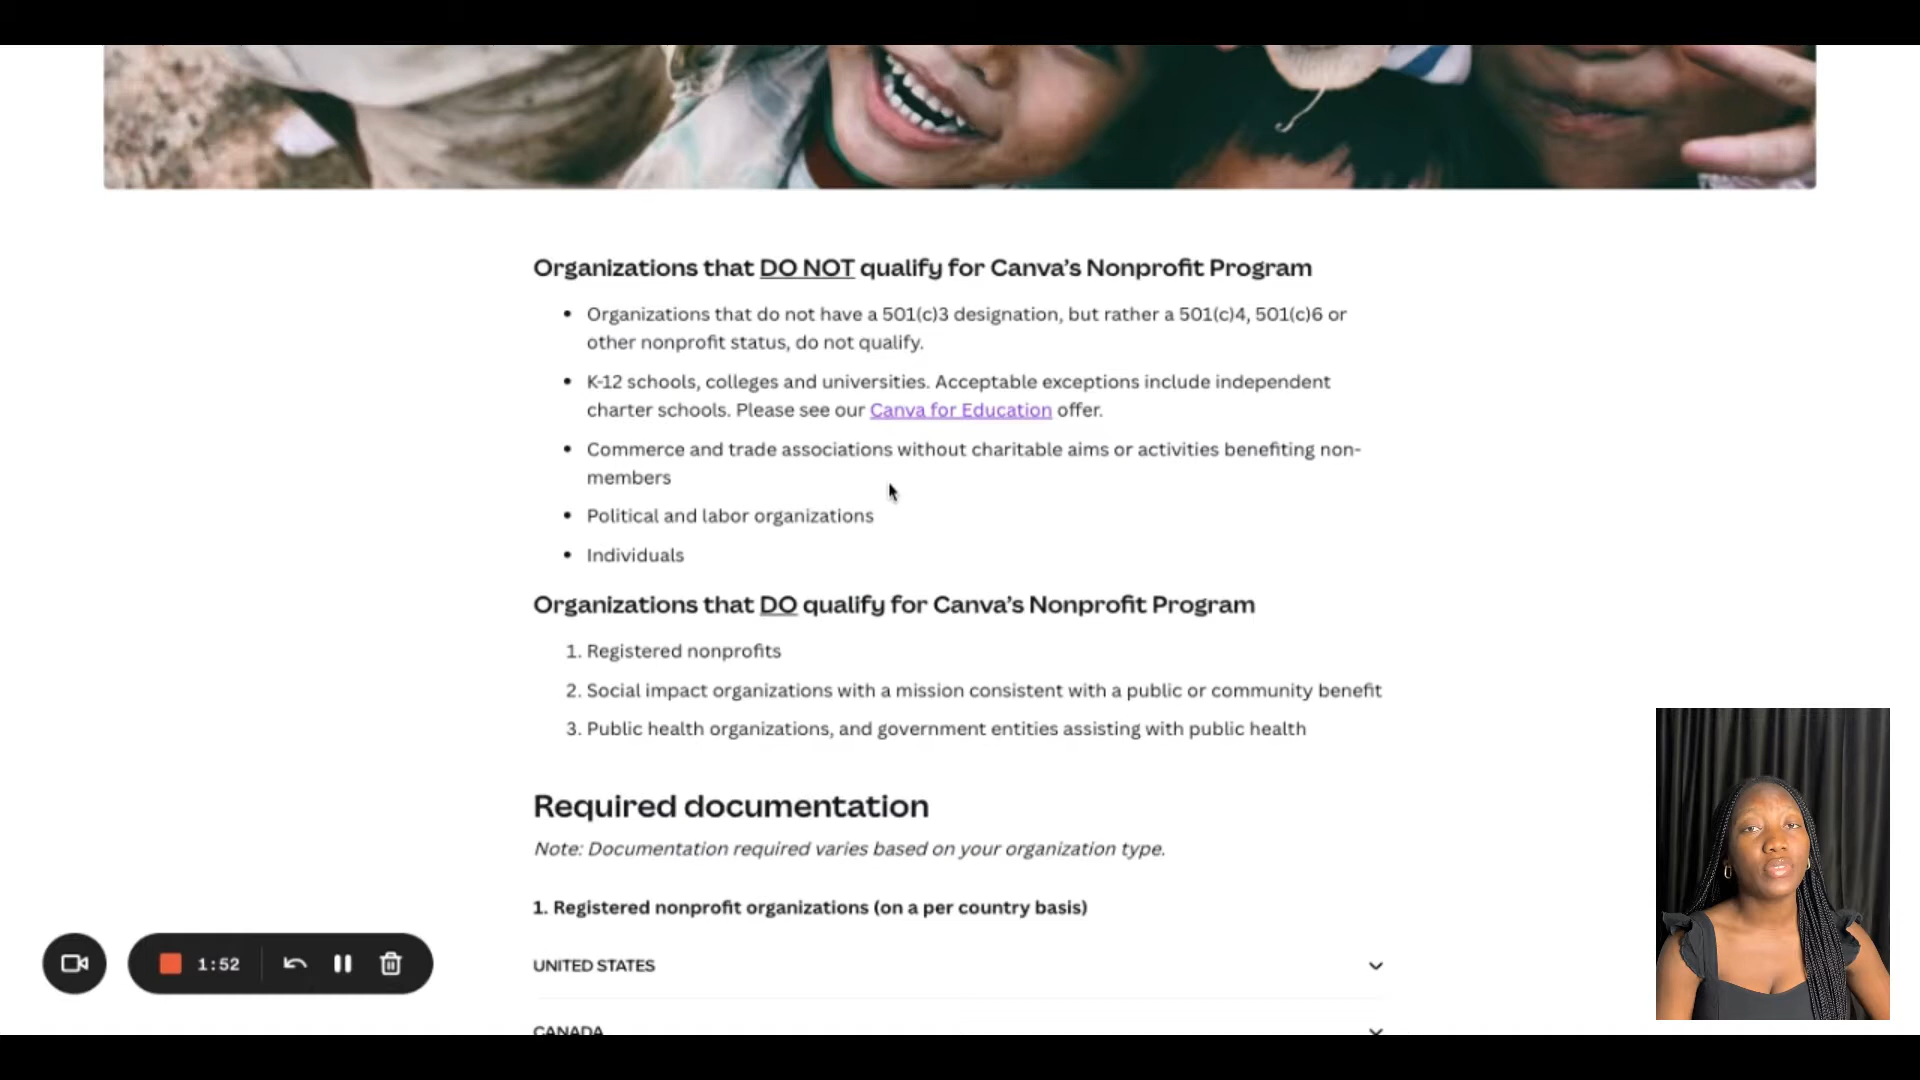 Organizations that DO NOT qualify for Canva’s Nonprofit Program
• Organizations that do not have a 501(c)3 designation, but rather a 501(c)4, 501(c)6 or
other nonprofit status, do not qualify.
• K-12 schools, colleges and universities. Acceptable exceptions include independent
charter schools. Please see our Canva for Education offer.
• Commerce and trade associations without charitable aims or activities benefiting non-
members
• Political and labor organizations
• Individuals
Organizations that DO qualify for Canva’s Nonprofit Program
1. Registered nonprofits
2. Social impact organizations with a mission consistent with a public or community benefit
3. Public health organizations, and government entities assisting with public health
Required documentation
Note: Documentation required varies based on your organization type.
1. Registered nonprofit organizations (on a per country basis)
UNITED STATES
CANADA
1:52